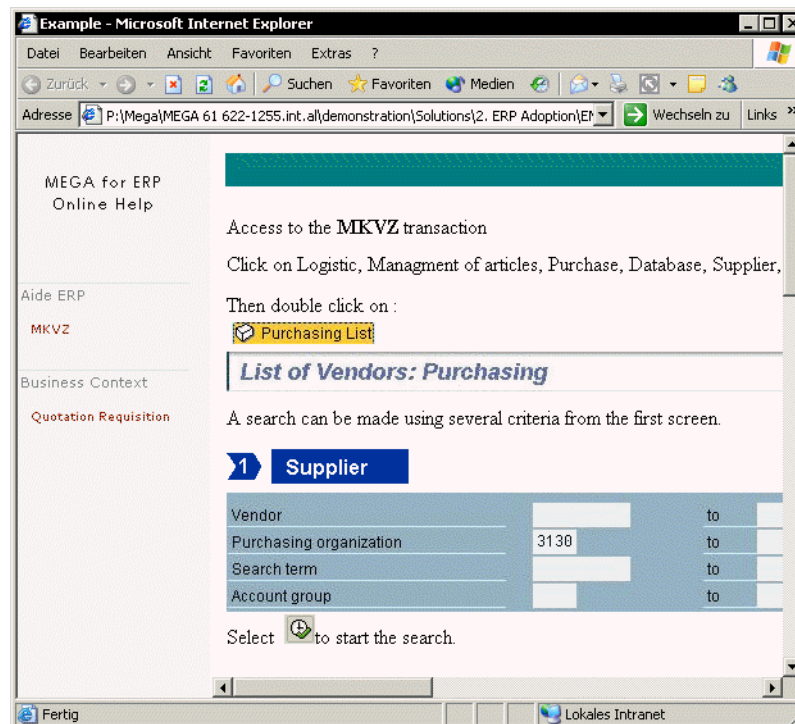 Example - Microsoft Internet Explorer
Datei Bearbeiten Ansicht Favoriten Extras ?
Zurück Suchen Favoriten Medien
Adresse P:\Mega\MEGA 61 622-1255.int.al\demonstration\Solutions\2. ERP Adoption\EN Wechseln zu Links »
MEGA for ERP
Online Help
Aide ERP
MKVZ
Business Context
Quotation Requisition
Access to the MKVZ transaction
Click on Logistic, Managment of articles, Purchase, Database, Supplier,
Then double click on :
Purchasing List
List of Vendors: Purchasing
A search can be made using several criteria from the first screen.
1 Supplier
Vendor to
Purchasing organization 3130 to
Search term to
Account group to
Select to start the search.
Fertig Lokales Intranet